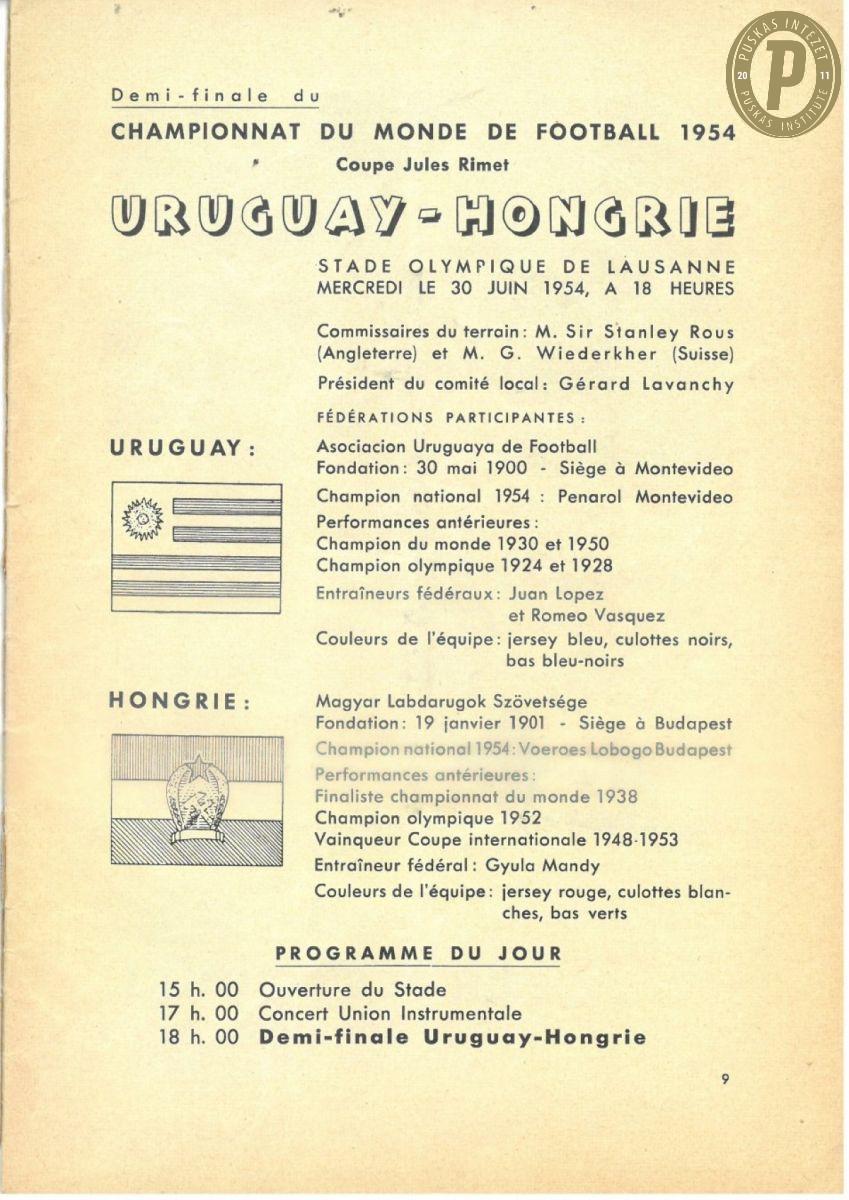 PUSKÁS INTÉZET
20 P 11
PUSKAS INSTITUTE
Demi-finale du
CHAMPIONNAT DU MONDE DE FOOTBALL 1954
Coupe Jules Rimet
URUGUAY-HONGRIE
STADE OLYMPIQUE DE LAUSANNE
MERCREDI LE 30 JUIN 1954, A 18 HEURES
Commissaires du terrain: M. Sir Stanley Rous
(Angleterre) et M. G. Wiederkher (Suisse)
Président du comité local: Gérard Lavanchy
FÉDÉRATIONS PARTICIPANTES:
URUGUAY: Asociacion Uruguaya de Football
Fondation: 30 mai 1900 - Siège à Montevideo
Champion national 1954 : Penarol Montevideo
Performances antérieures:
Champion du monde 1930 et 1950
Champion olympique 1924 et 1928
Entraîneurs fédéraux: Juan Lopez
et Romeo Vasquez
Couleurs de l'équipe: jersey bleu, culottes noirs,
bas bleu-noirs
HONGRIE: Magyar Labdarugok Szövetsége
Fondation: 19 janvier 1901 - Siège à Budapest
Champion national 1954: Voeroes Lobogo Budapest
Performances antérieures:
Finaliste championnat du monde 1938
Champion olympique 1952
Vainqueur Coupe internationale 1948-1953
Entraîneur fédéral: Gyula Mandy
Couleurs de l'équipe: jersey rouge, culottes blan-
ches, bas verts
PROGRAMME DU JOUR
15 h. 00 Ouverture du Stade
17 h. 00 Concert Union Instrumentale
18 h. 00 Demi-finale Uruguay-Hongrie
9